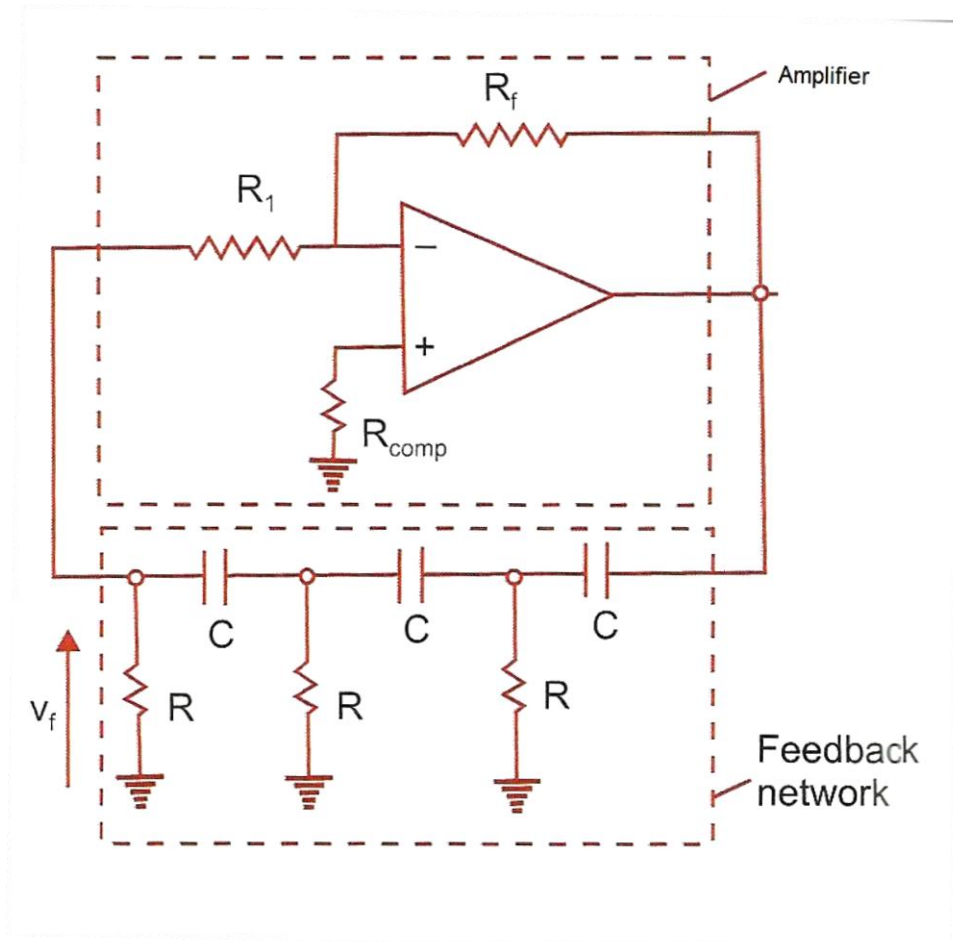 Amplifier
R_f
R_1
−
+
R_comp
C
C
C
v_f
R
R
R
Feedback
network